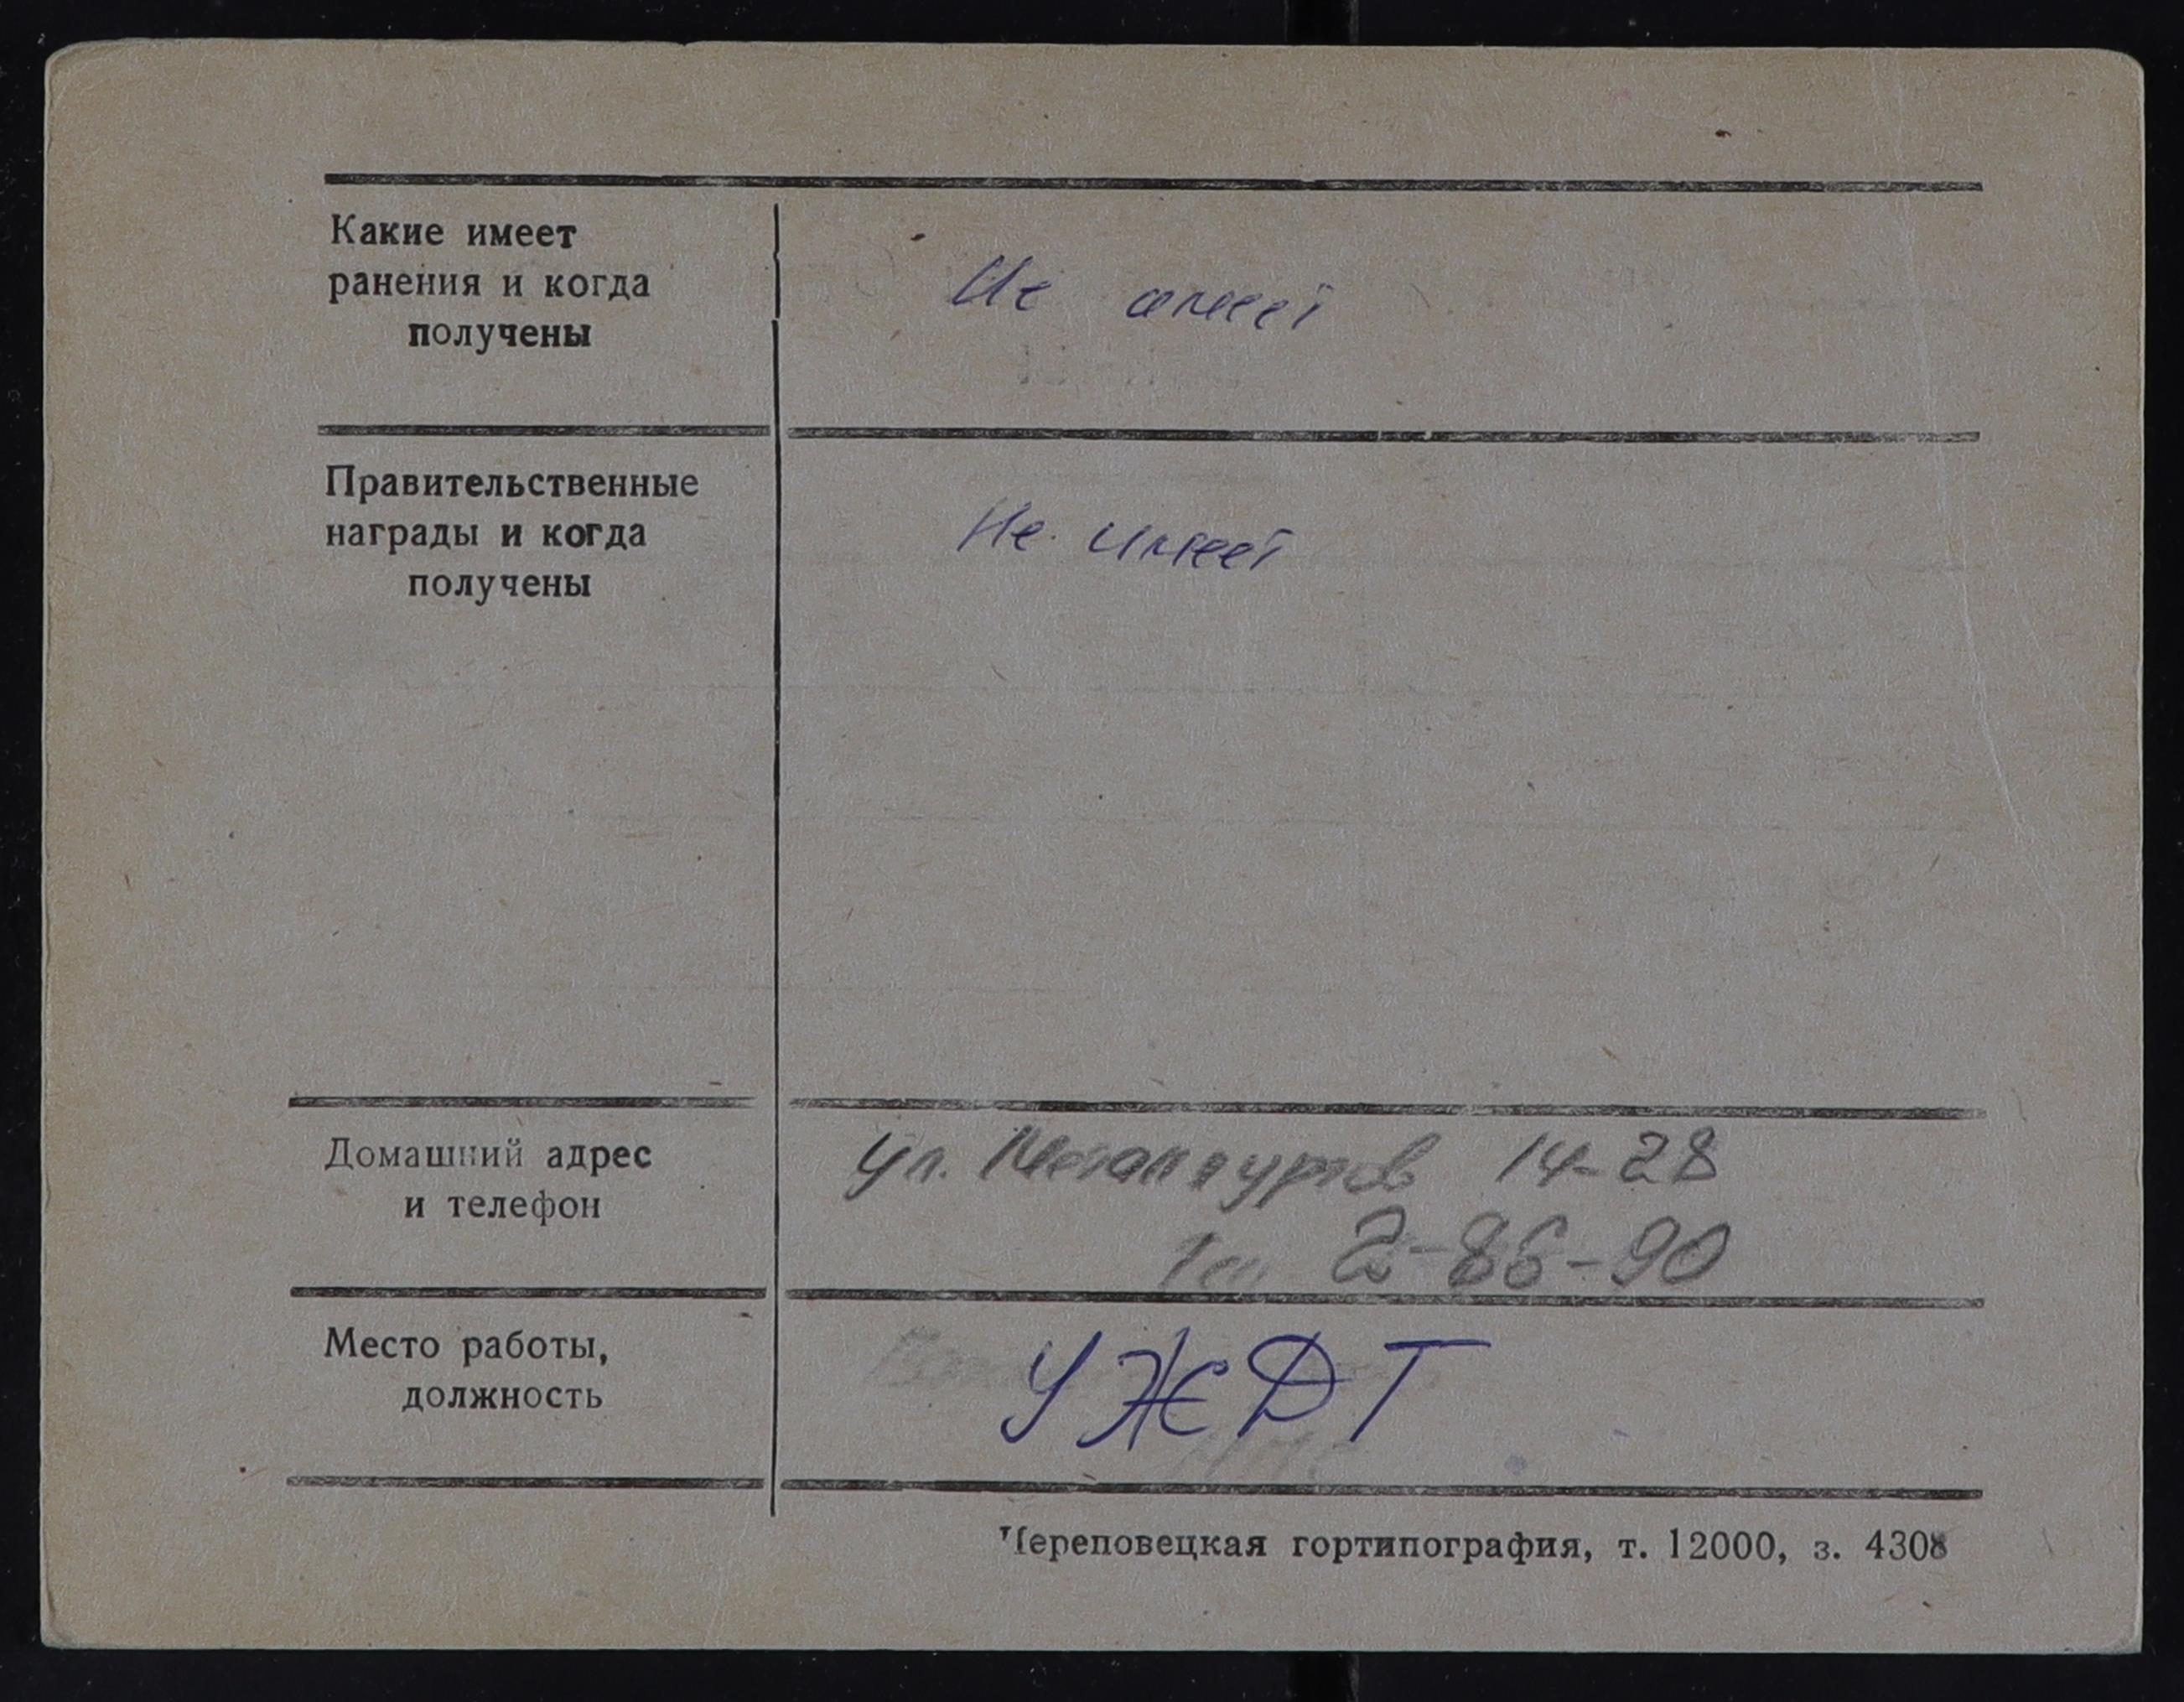 Какие имеет
ранения и когда
получены
Не имеет
Правительственные
награды и когда
получены
Не имеет
Домашний адрес
и телефон
ул. Металлургов 14-28
Тел 2-86-90
Место работы,
должность
УЖДТ
Череповецкая гортипография, т. 12000, з. 4308